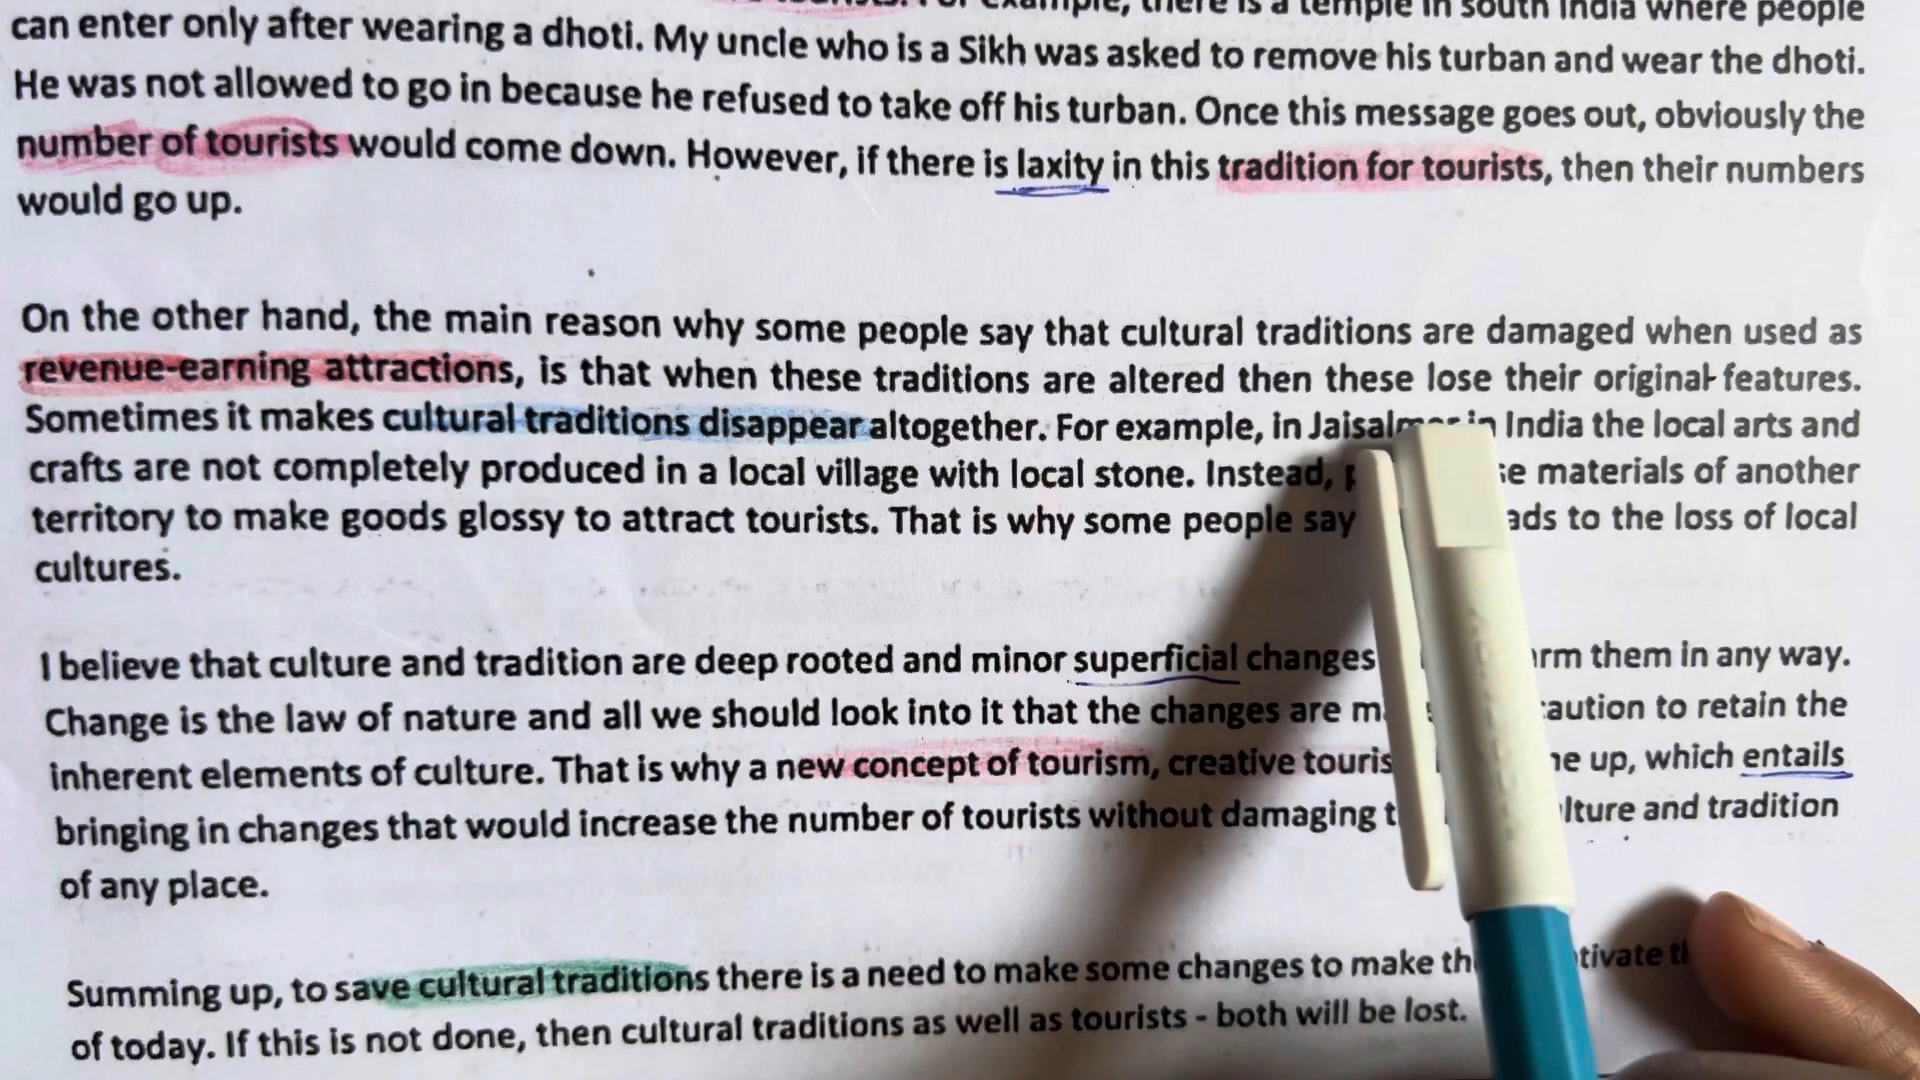 example, there is a temple in south India where people
can enter only after wearing a dhoti. My uncle who is a Sikh was asked to remove his turban and wear the dhoti.
He was not allowed to go in because he refused to take off his turban. Once this message goes out, obviously the
number of tourists would come down. However, if there is laxity in this tradition for tourists, then their numbers
would go up.
On the other hand, the main reason why some people say that cultural traditions are damaged when used as
revenue-earning attractions, is that when these traditions are altered then these lose their original features.
Sometimes it makes cultural traditions disappear altogether. For example, in Jaisalmer in India the local arts and
crafts are not completely produced in a local village with local stone. Instead, materials of another
territory to make goods glossy to attract tourists. That is why some people say to the loss of local
cultures.
I believe that culture and tradition are deep rooted and minor superficial changes them in any way.
Change is the law of nature and all we should look into it that the changes are caution to retain the
inherent elements of culture. That is why a new concept of tourism, creative up, which entails
bringing in changes that would increase the number of tourists without damaging and tradition
of any place.
Summing up, to save cultural traditions there is a need to make some changes to make
of today. If this is not done, then cultural traditions as well as tourists - both will be lost.